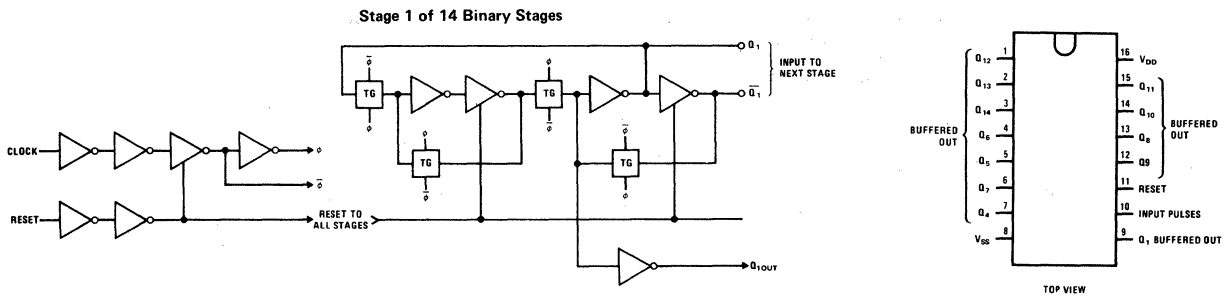 Stage 1 of 14 Binary Stages
CLOCK
RESET
ϕ
ϕ̅
RESET TO
ALL STAGES
ϕ̅
TG
ϕ
TG
ϕ
ϕ̅
ϕ
TG
ϕ̅
ϕ̅
TG
ϕ
Q1
Q̅1
INPUT TO
NEXT STAGE
Q1OUT
BUFFERED
OUT
Q12 1
Q13 2
Q14 3
Q6 4
Q5 5
Q7 6
Q4 7
VSS 8
16 VDD
15 Q11
14 Q10
13 Q8
12 Q9
11 RESET
10 INPUT PULSES
9 Q1 BUFFERED OUT
BUFFERED
OUT
TOP VIEW